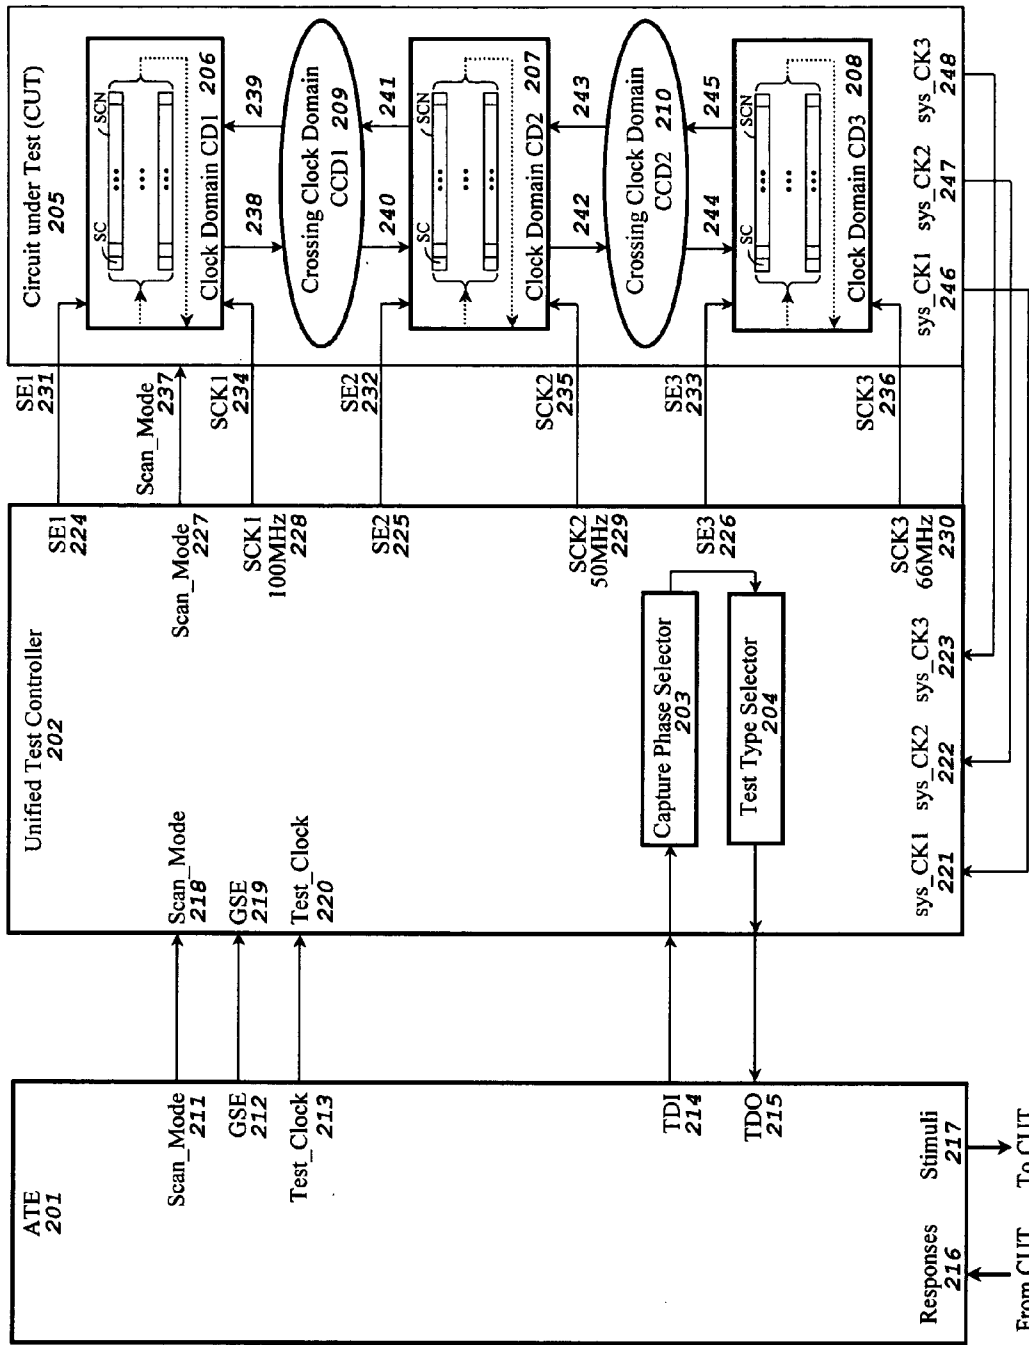 ATE
201
Scan_Mode
211
GSE
212
Test_Clock
213
TDI
214
TDO
215
Responses
216
Stimuli
217
From CUT
To CUT
Unified Test Controller
202
Scan_Mode
218
GSE
219
Test_Clock
220
Capture Phase Selector
203
Test Type Selector
204
sys_CK1
221
sys_CK2
222
sys_CK3
223
SE1
224
Scan_Mode
227
SCK1
100MHz
228
SE2
225
SCK2
50MHz
229
SE3
226
SCK3
66MHz
230
SE1
231
Scan_Mode
237
SCK1
234
SE2
232
SCK2
235
SE3
233
SCK3
236
Circuit under Test (CUT)
205
SC
SCN
...
...
...
Clock Domain CD1
206
238
239
Crossing Clock Domain
CCD1
209
240
241
SC
SCN
...
...
...
Clock Domain CD2
207
242
243
Crossing Clock Domain
CCD2
210
244
245
SC
SCN
...
...
...
Clock Domain CD3
208
sys_CK1
246
sys_CK2
247
sys_CK3
248